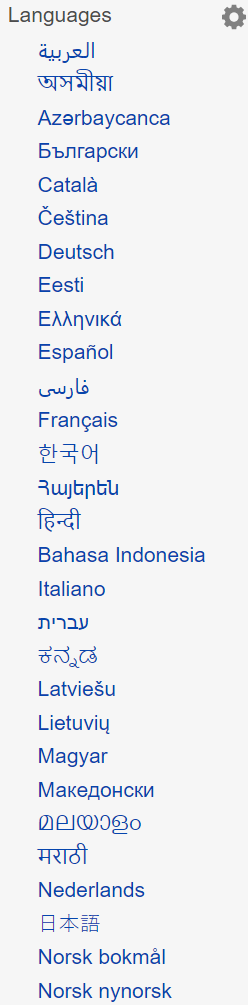 Languages
العربية
অসমীয়া
Azərbaycanca
Български
Català
Čeština
Deutsch
Eesti
Ελληνικά
Español
فارسی
Français
한국어
Հայերեն
हिन्दी
Bahasa Indonesia
Italiano
עברית
ಕನ್ನಡ
Latviešu
Lietuvių
Magyar
Македонски
മലയാളം
मराठी
Nederlands
日本語
Norsk bokmål
Norsk nynorsk